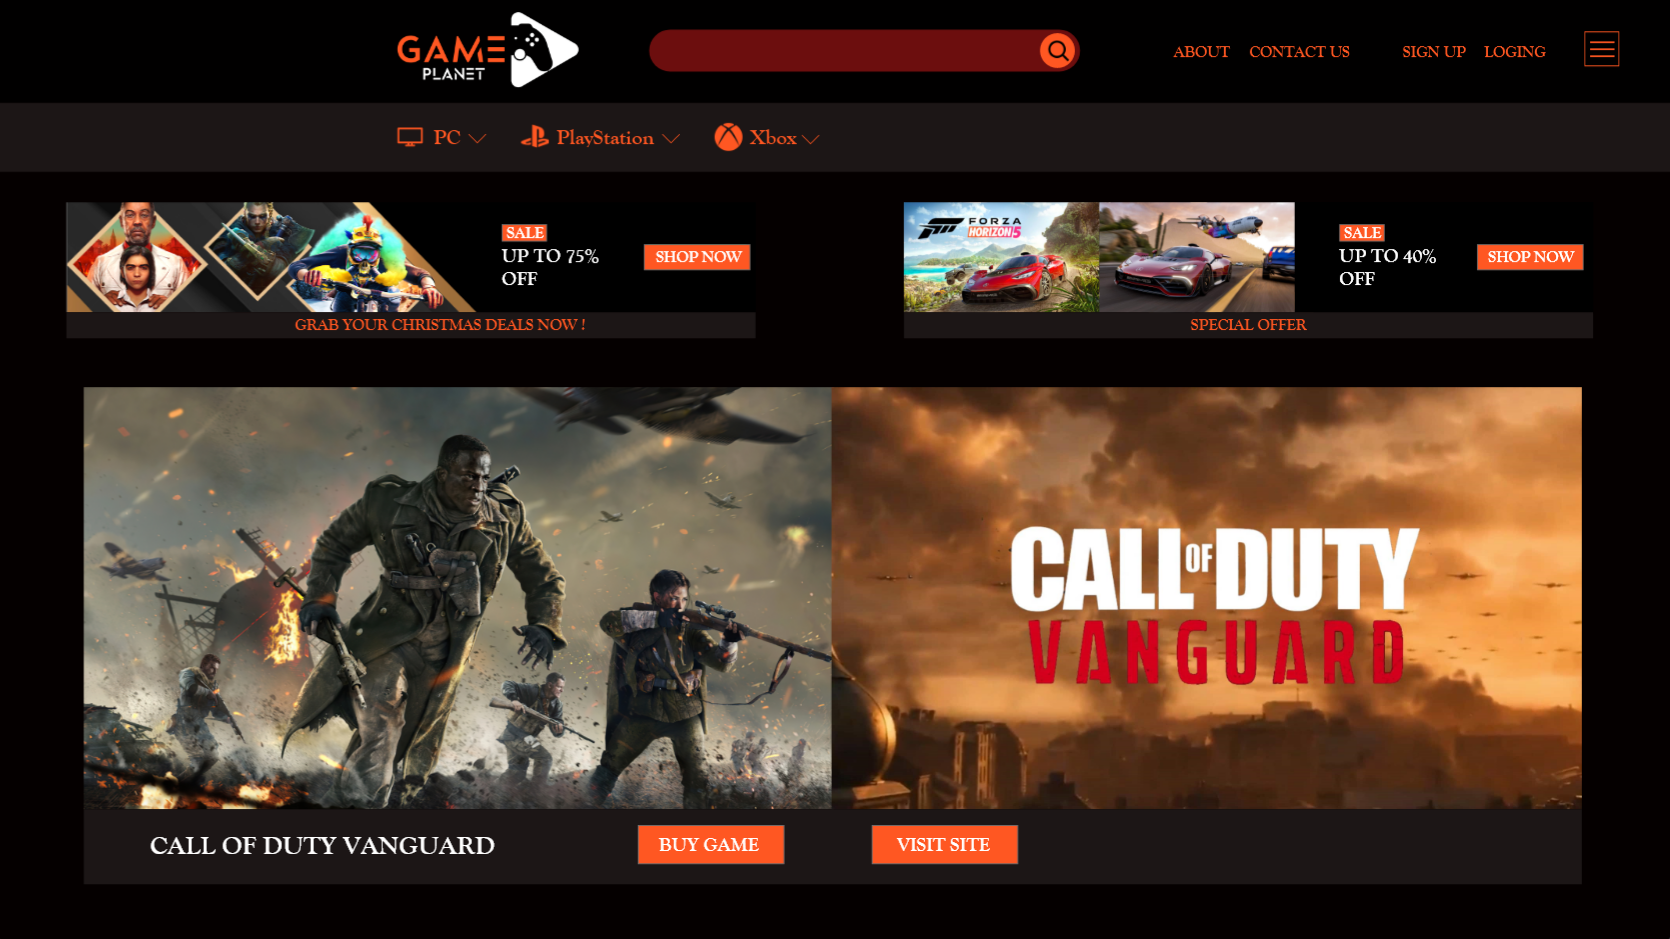 GAME
PLANET
ABOUT
CONTACT US
SIGN UP
LOGING
PC
PlayStation
Xbox
SALE
UP TO 75%
OFF
SHOP NOW
GRAB YOUR CHRISTMAS DEALS NOW !
FORZA
HORIZON 5
SALE
UP TO 40%
OFF
SHOP NOW
SPECIAL OFFER
CALL OF DUTY
VANGUARD
CALL OF DUTY VANGUARD
BUY GAME
VISIT SITE